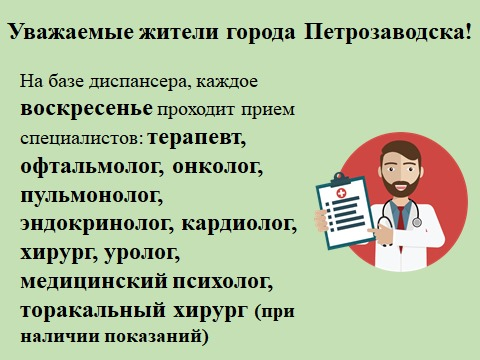 Уважаемые жители города Петрозаводска!
На базе диспансера, каждое
воскресенье проходит прием
специалистов: терапевт,
офтальмолог, онколог,
пульмонолог,
эндокринолог, кардиолог,
хирург, уролог,
медицинский психолог,
торакальный хирург (при
наличии показаний)